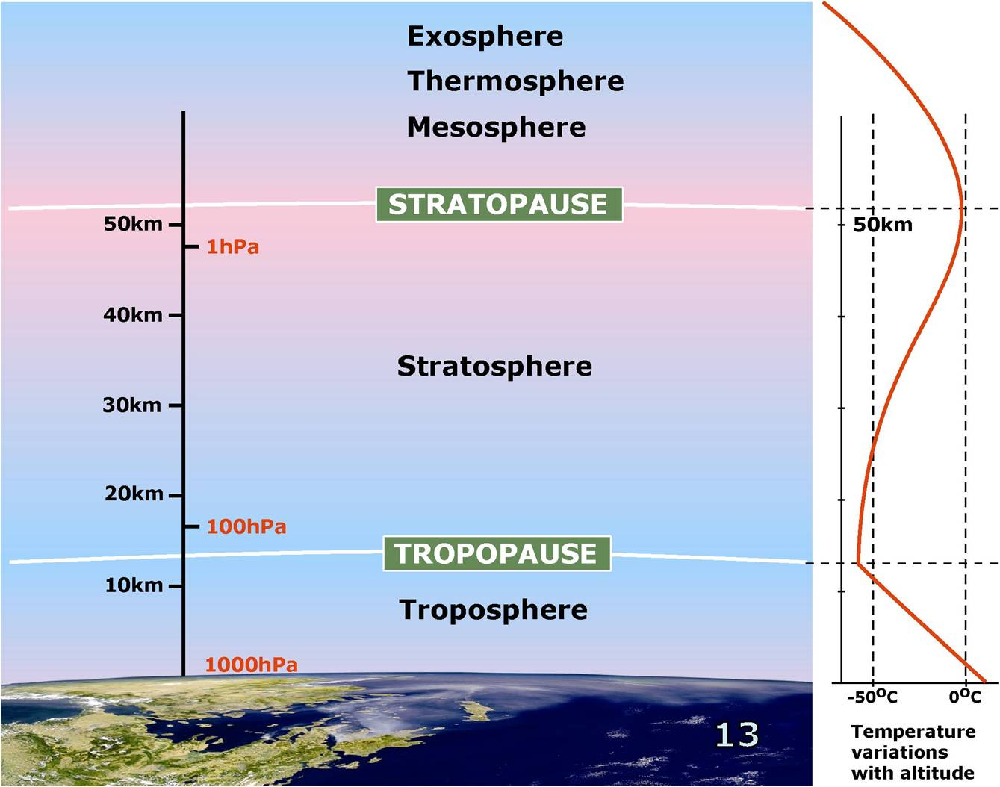 Exosphere
Thermosphere
Mesosphere
STRATOPAUSE
50km
50km
1hPa
40km
Stratosphere
30km
20km
100hPa
TROPOPAUSE
10km
Troposphere
1000hPa
-50°C
0°C
13
Temperature
variations
with altitude